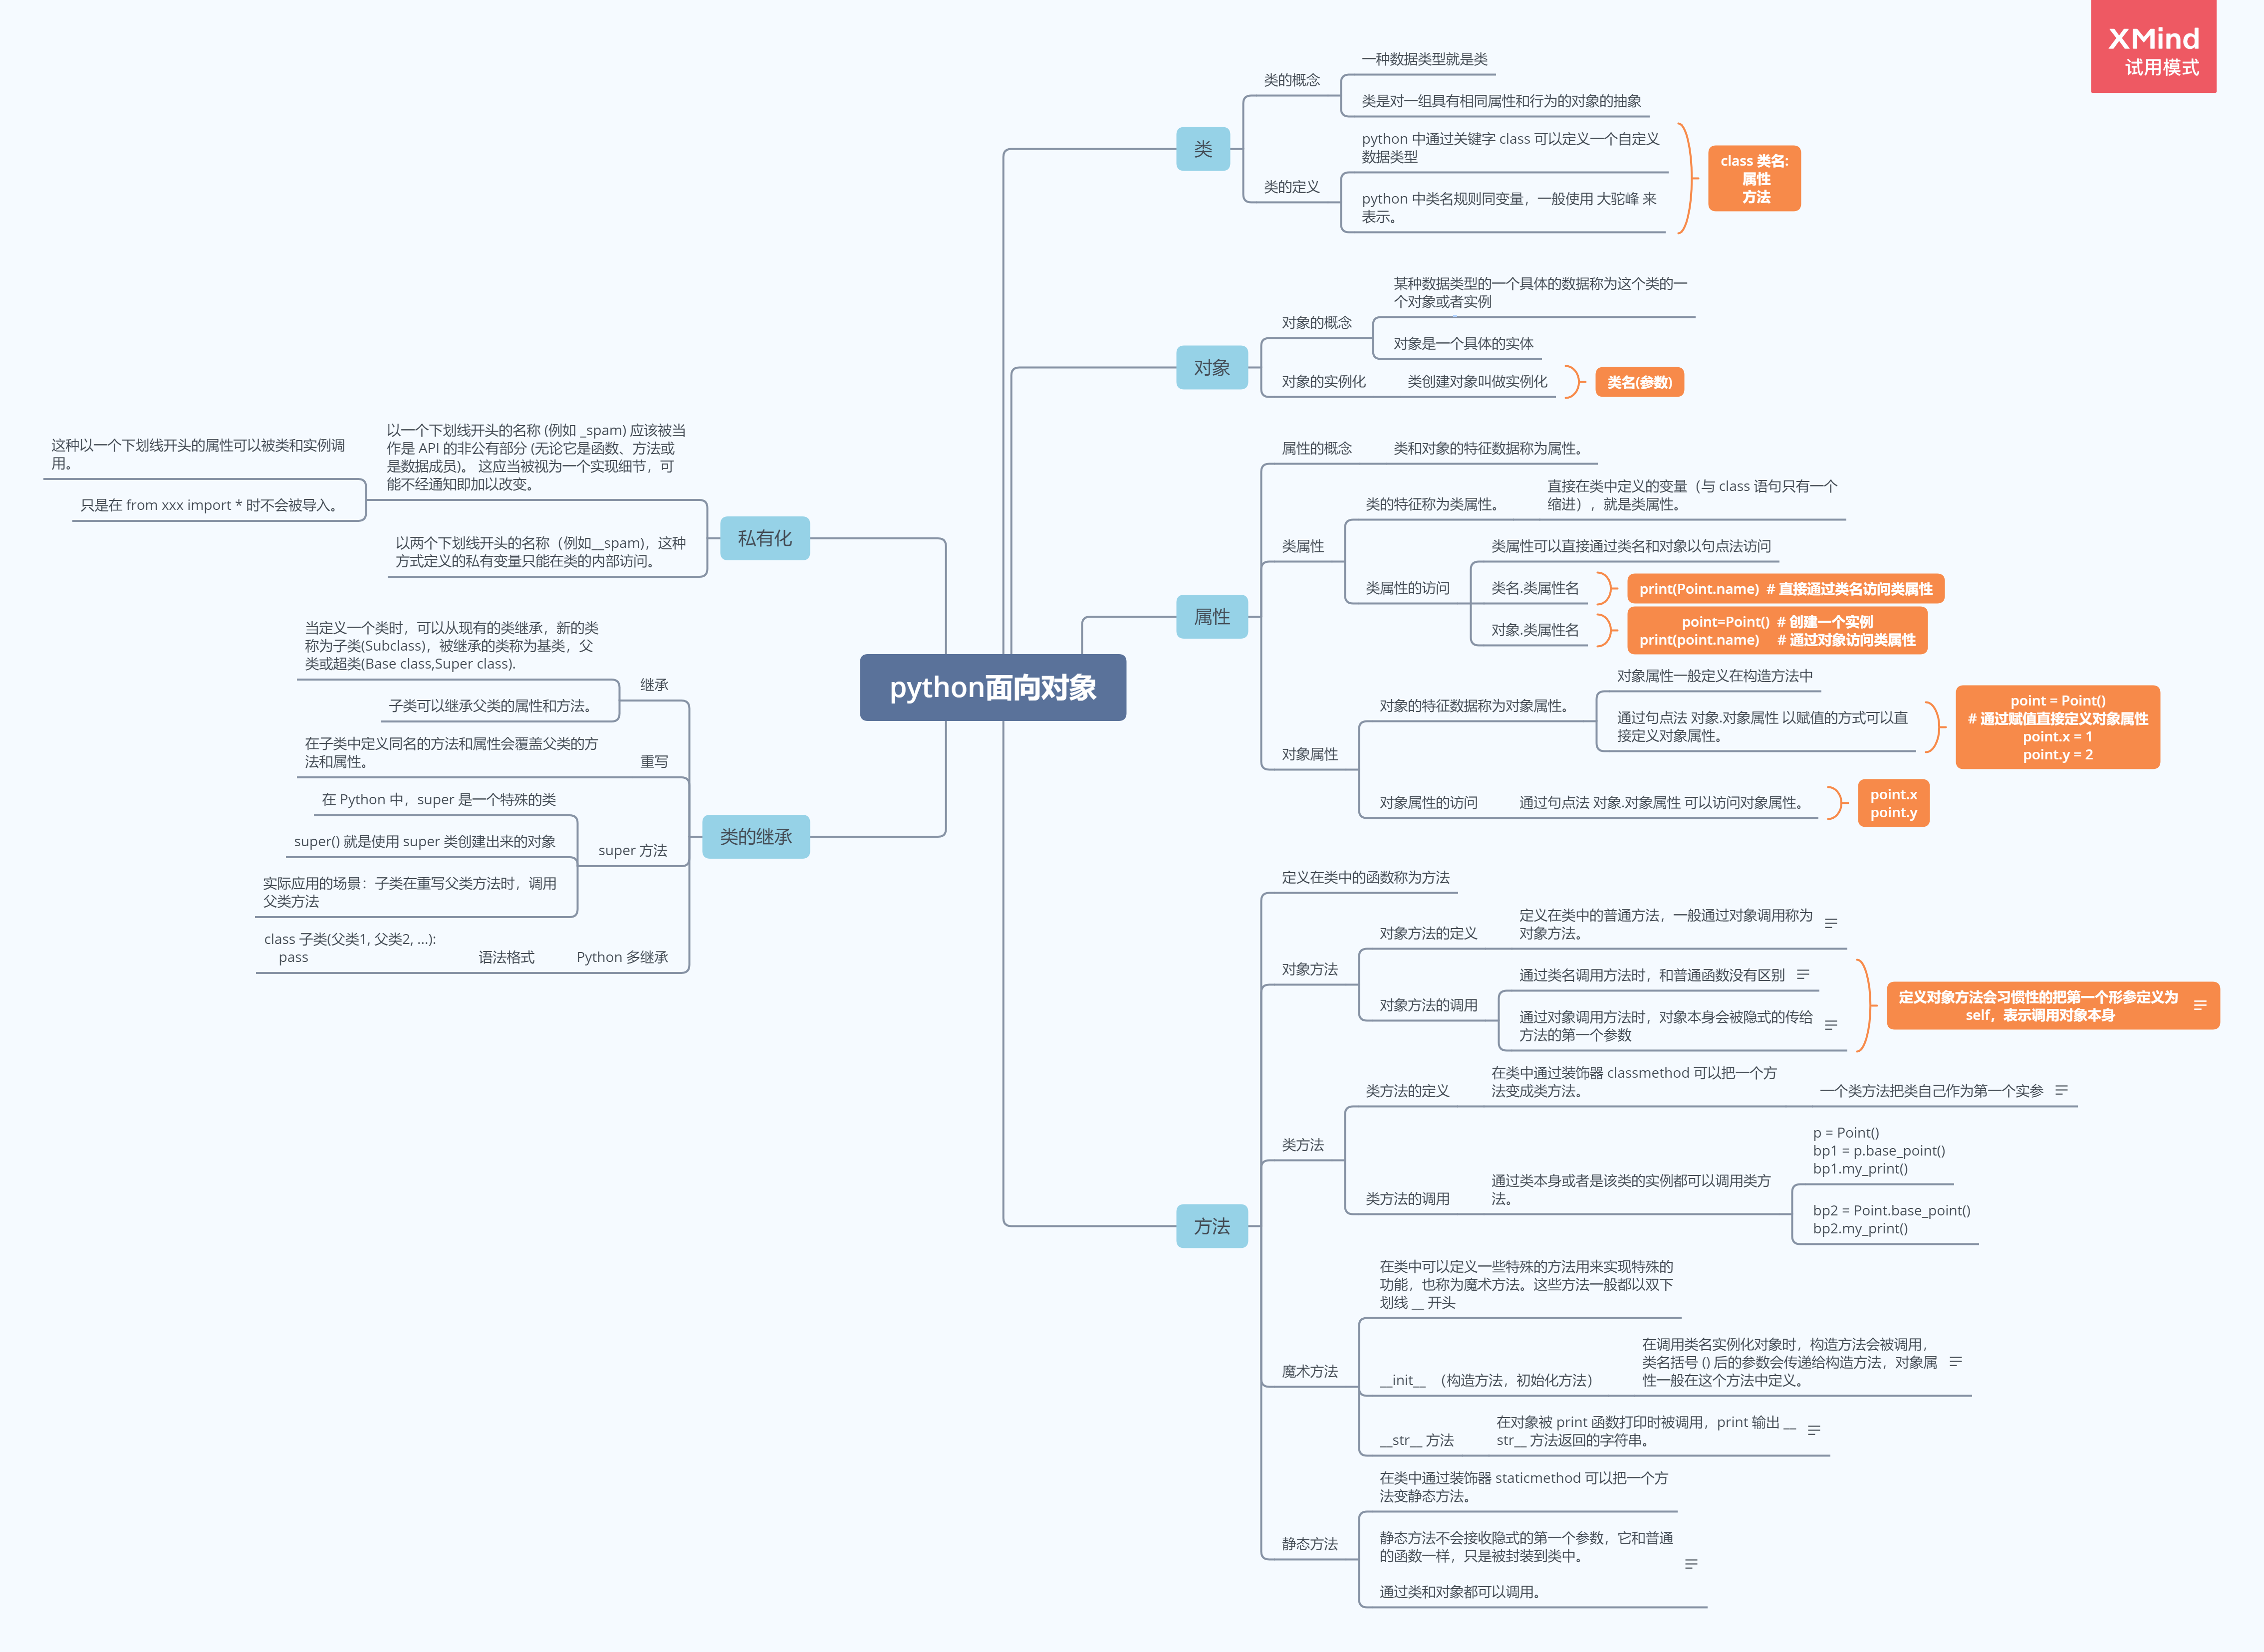 XMind
试用模式
python面向对象
类
类的概念
一种数据类型就是类
类是对一组具有相同属性和行为的对象的抽象
类的定义
python 中通过关键字 class 可以定义一个自定义
数据类型
python 中类名规则同变量，一般使用 大驼峰 来
表示。
class 类名:
属性
方法
对象
对象的概念
某种数据类型的一个具体的数据称为这个类的一
个对象或者实例
对象是一个具体的实体
对象的实例化
类创建对象叫做实例化
类名(参数)
属性
属性的概念
类和对象的特征数据称为属性。
类属性
类的特征称为类属性。
直接在类中定义的变量（与 class 语句只有一个
缩进），就是类属性。
类属性的访问
类属性可以直接通过类名和对象以句点法访问
类名.类属性名
print(Point.name)  # 直接通过类名访问类属性
对象.类属性名
point=Point()  # 创建一个实例
print(point.name)     # 通过对象访问类属性
对象属性
对象的特征数据称为对象属性。
对象属性一般定义在构造方法中
通过句点法 对象.对象属性 以赋值的方式可以直
接定义对象属性。
point = Point()
# 通过赋值直接定义对象属性
point.x = 1
point.y = 2
对象属性的访问
通过句点法 对象.对象属性 可以访问对象属性。
point.x
point.y
方法
定义在类中的函数称为方法
对象方法
对象方法的定义
定义在类中的普通方法，一般通过对象调用称为
对象方法。
对象方法的调用
通过类名调用方法时，和普通函数没有区别
通过对象调用方法时，对象本身会被隐式的传给
方法的第一个参数
定义对象方法会习惯性的把第一个形参定义为
self，表示调用对象本身
类方法
类方法的定义
在类中通过装饰器 classmethod 可以把一个方
法变成类方法。
一个类方法把类自己作为第一个实参
类方法的调用
通过类本身或者是该类的实例都可以调用类方
法。
p = Point()
bp1 = p.base_point()
bp1.my_print()
bp2 = Point.base_point()
bp2.my_print()
魔术方法
在类中可以定义一些特殊的方法用来实现特殊的
功能，也称为魔术方法。这些方法一般都以双下
划线 __ 开头
__init__ （构造方法，初始化方法）
在调用类名实例化对象时，构造方法会被调用，
类名括号 () 后的参数会传递给构造方法，对象属
性一般在这个方法中定义。
__str__ 方法
在对象被 print 函数打印时被调用，print 输出 __
str__ 方法返回的字符串。
静态方法
在类中通过装饰器 staticmethod 可以把一个方
法变静态方法。
静态方法不会接收隐式的第一个参数，它和普通
的函数一样，只是被封装到类中。
通过类和对象都可以调用。
私有化
以一个下划线开头的名称 (例如 _spam) 应该被当
作是 API 的非公有部分 (无论它是函数、方法或
是数据成员)。 这应当被视为一个实现细节，可
能不经通知即加以改变。
这种以一个下划线开头的属性可以被类和实例调
用。
只是在 from xxx import * 时不会被导入。
以两个下划线开头的名称（例如__spam)，这种
方式定义的私有变量只能在类的内部访问。
类的继承
继承
当定义一个类时，可以从现有的类继承，新的类
称为子类(Subclass)，被继承的类称为基类，父
类或超类(Base class,Super class).
子类可以继承父类的属性和方法。
重写
在子类中定义同名的方法和属性会覆盖父类的方
法和属性。
super 方法
在 Python 中，super 是一个特殊的类
super() 就是使用 super 类创建出来的对象
实际应用的场景：子类在重写父类方法时，调用
父类方法
Python 多继承
语法格式
class 子类(父类1, 父类2, ...):
pass